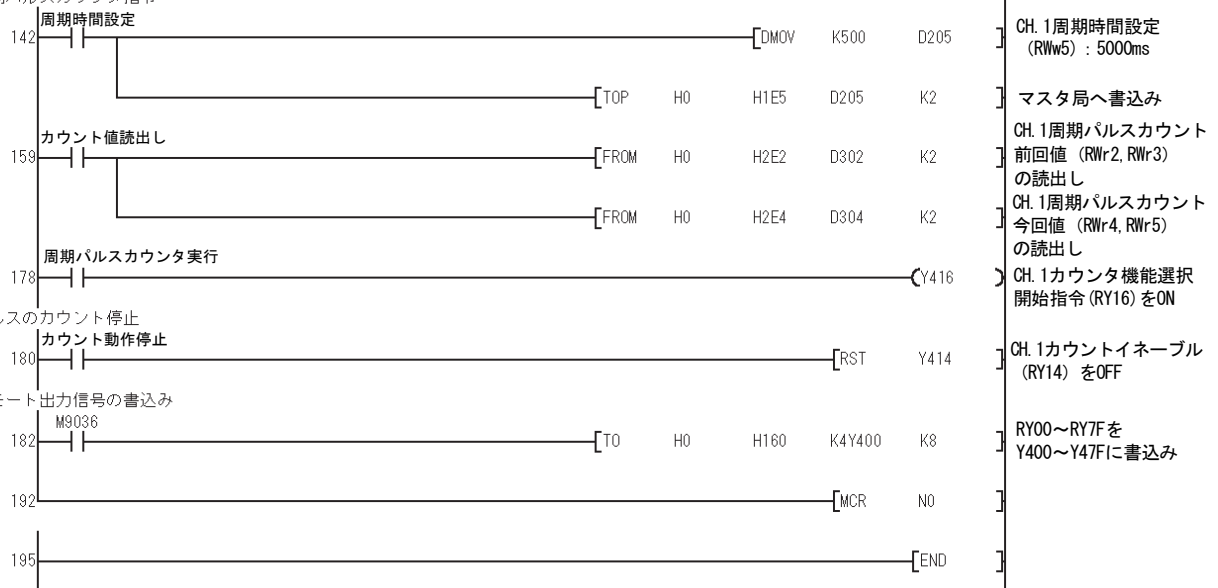 周期時間設定
142 DMOV K500 D205 CH.1周期時間設定
(RWw5) : 5000ms
TOP H0 H1E5 D205 K2 マスタ局へ書込み
カウント値読出し
159 FROM H0 H2E2 D302 K2 CH.1周期パルスカウント
前回値 (RWr2,RWr3)
の読出し
FROM H0 H2E4 D304 K2 CH.1周期パルスカウント
今回値 (RWr4,RWr5)
の読出し
周期パルスカウンタ実行
178 Y416 CH.1カウンタ機能選択
開始指令(RY16)をON
スのカウント停止
カウント動作停止
180 RST Y414 CH.1カウントイネーブル
(RY14) をOFF
ート出力信号の書込み
M9036
182 TO H0 H160 K4Y400 K8 RY00～RY7Fを
Y400～Y47Fに書込み
192 MCR N0
195 END